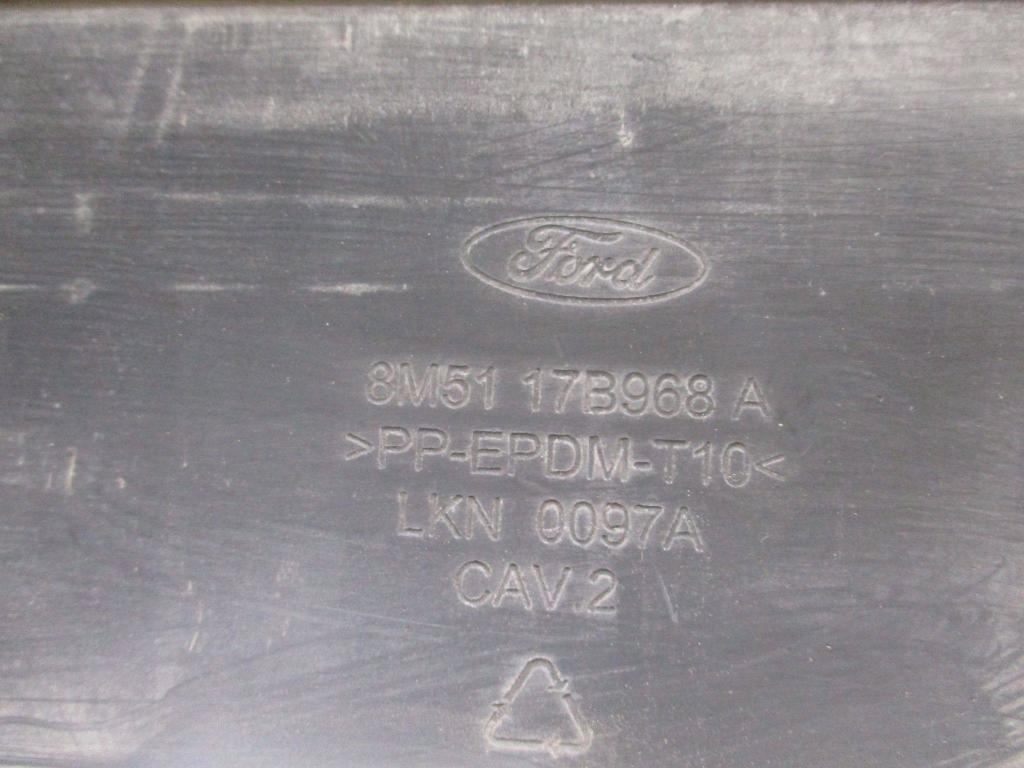 Ford
8M51 17B968 A
>PP-EPDM-T10<
LKN 0097A
CAV.2